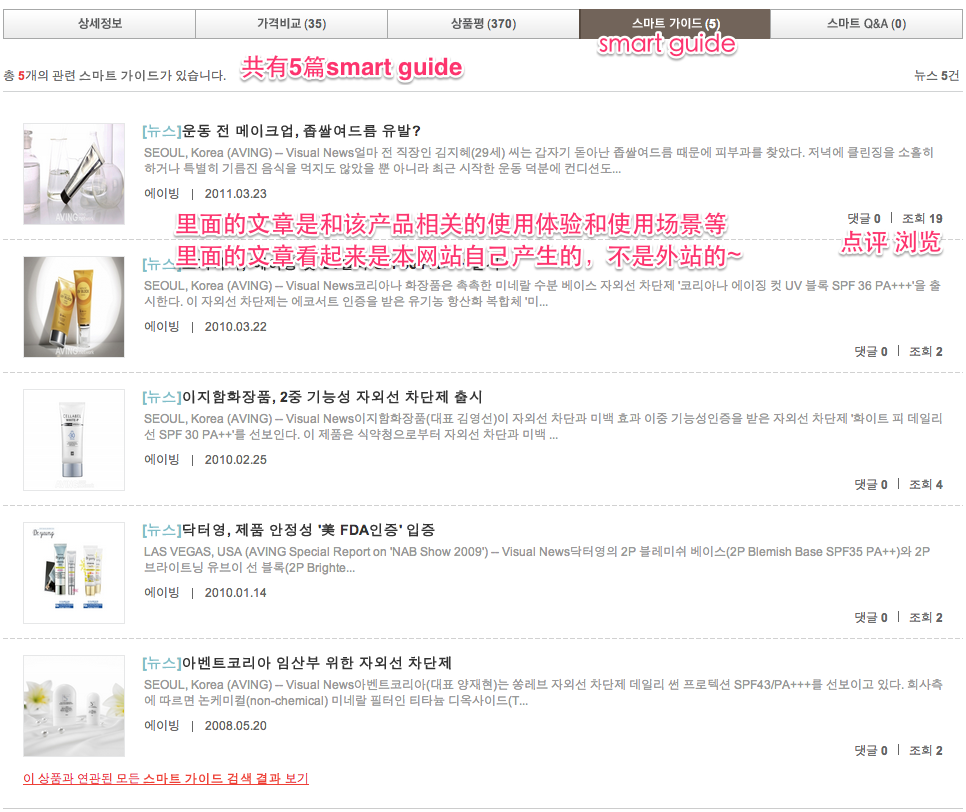 상세정보
가격비교 (35)
상품평 (370)
스마트 가이드 (5)
스마트 Q&A (0)
smart guide
총 5개의 관련 스마트 가이드가 있습니다.
共有5篇smart guide
뉴스 5건
[뉴스]운동 전 메이크업, 좁쌀여드름 유발?
SEOUL, Korea (AVING) -- Visual News얼마 전 직장인 김지혜(29세) 씨는 갑자기 돋아난 좁쌀여드름 때문에 피부과를 찾았다. 저녁에 클린징을 소홀히
하거나 특별히 기름진 음식을 먹지도 않았을 뿐 아니라 최근 시작한 운동 덕분에 컨디션도...
에이빙 | 2011.03.23
댓글 0 | 조회 19
点评 浏览
里面的文章是和该产品相关的使用体验和使用场景等
里面的文章看起来是本网站自己产生的，不是外站的~
[뉴스]
SEOUL, Korea (AVING) -- Visual News코리아나 화장품은 촉촉한 미네랄 수분 베이스 자외선 차단제 '코리아나 에이징 컷 UV 블록 SPF 36 PA+++'을 출
시한다. 이 자외선 차단제는 에코서트 인증을 받은 유기농 항산화 복합체 '미...
에이빙 | 2010.03.22
댓글 0 | 조회 2
[뉴스]이지함화장품, 2중 기능성 자외선 차단제 출시
SEOUL, Korea (AVING) -- Visual News이지함화장품(대표 김영선)이 자외선 차단과 미백 효과 이중 기능성인증을 받은 자외선 차단제 '화이트 피 데일리
선 SPF 30 PA++'를 선보인다. 이 제품은 식약청으로부터 자외선 차단과 미백 ...
에이빙 | 2010.02.25
댓글 0 | 조회 4
[뉴스]닥터영, 제품 안정성 '美 FDA인증' 입증
LAS VEGAS, USA (AVING Special Report on 'NAB Show 2009') -- Visual News닥터영의 2P 블레미쉬 베이스(2P Blemish Base SPF35 PA++)와 2P
브라이트닝 유브이 선 블록(2P Brighte...
에이빙 | 2010.01.14
댓글 0 | 조회 2
[뉴스]아벤트코리아 임산부 위한 자외선 차단제
SEOUL, Korea (AVING) -- Visual News아벤트코리아(대표 양재현)는 쏭레브 자외선 차단제 데일리 썬 프로텍션 SPF43/PA+++를 선보이고 있다. 회사측
에 따르면 논케미컬(non-chemical) 미네랄 필터인 티타늄 디옥사이드(T...
에이빙 | 2008.05.20
댓글 0 | 조회 2
이 상품과 연관된 모든 스마트 가이드 검색 결과 보기